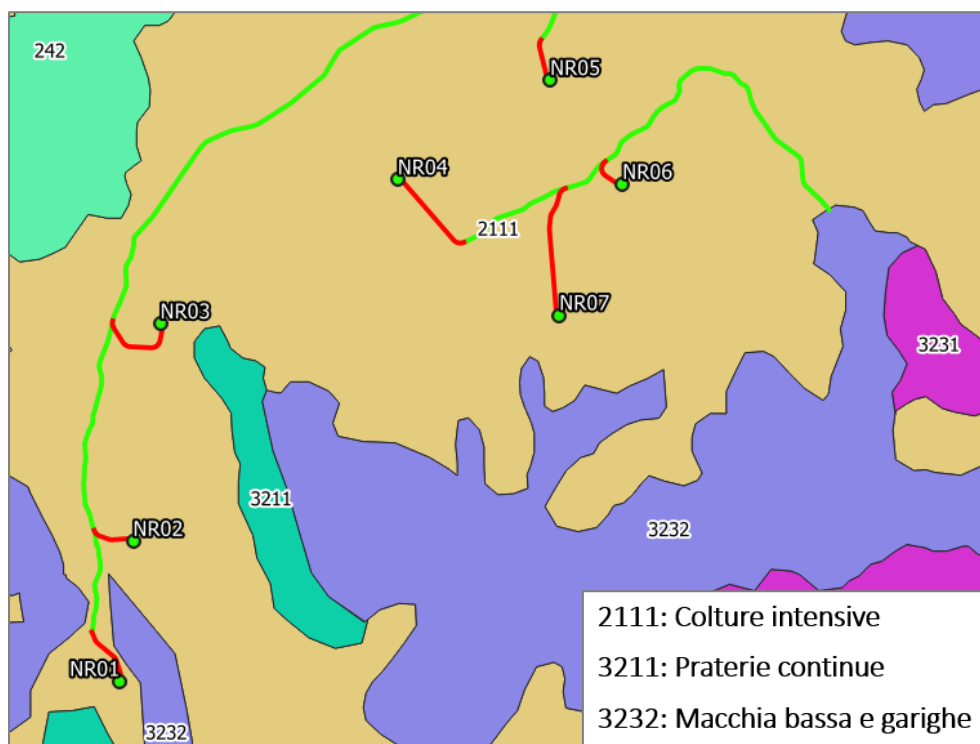 242
NR05
NR04
NR06
2111
NR03
NR07
3231
3211
NR02
3232
NR01
3232
2111: Colture intensive
3211: Praterie continue
3232: Macchia bassa e garighe